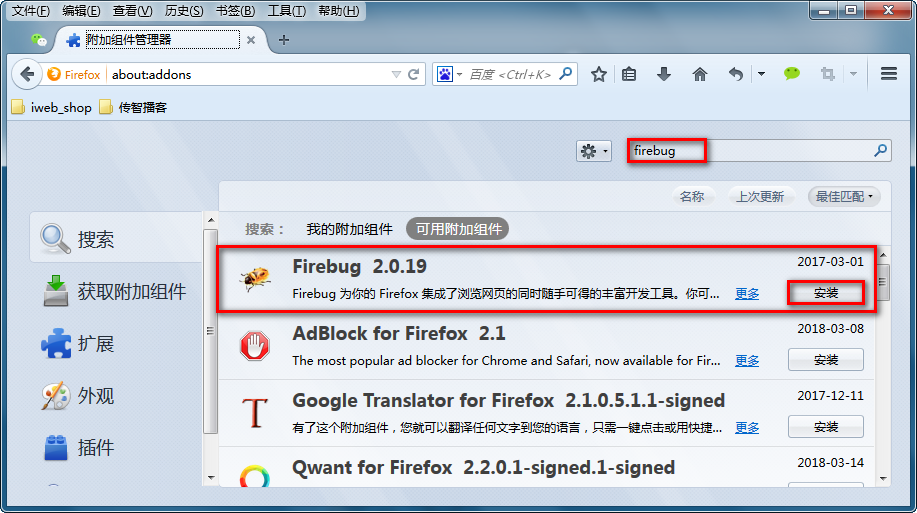 文件(F) 编辑(E) 查看(V) 历史(S) 书签(B) 工具(T) 帮助(H)
附加组件管理器
Firefox about:addons 百度 <Ctrl+K>
iweb_shop 传智播客
firebug
名称 上次更新 最佳匹配
搜索： 我的附加组件 可用附加组件
搜索
获取附加组件
扩展
外观
插件
Firebug 2.0.19 2017-03-01
Firebug 为你的 Firefox 集成了浏览网页的同时随手可得的丰富开发工具。你可... 更多 安装
AdBlock for Firefox 2.1 2018-03-08
The most popular ad blocker for Chrome and Safari, now available for Fir... 更多 安装
Google Translator for Firefox 2.1.0.5.1.1-signed 2017-12-11
有了这个附加组件，您就可以翻译任何文字到您的语言，只需一键点击或用快捷... 更多 安装
Qwant for Firefox 2.2.0.1-signed.1-signed 2018-03-14